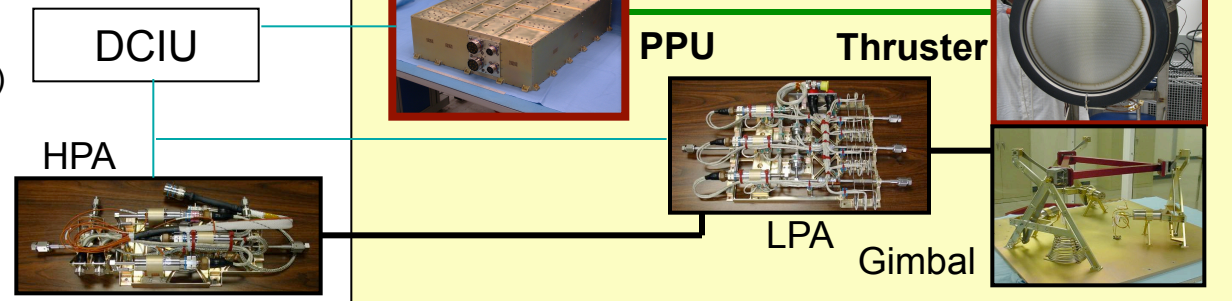 DCIU
PPU
Thruster
)
HPA
LPA
Gimbal